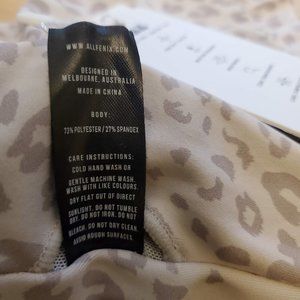 WWW.ALLFENIX.COM
DESIGNED IN
MELBOURNE, AUSTRALIA
MADE IN CHINA
BODY:
73% POLYESTER / 27% SPANDEX
CARE INSTRUCTIONS:
COLD HAND WASH OR
GENTLE MACHINE WASH.
WASH WITH LIKE COLOURS.
DRY FLAT OUT OF DIRECT
SUNLIGHT. DO NOT TUMBLE
DRY. DO NOT IRON. DO NOT
BLEACH. DO NOT DRY CLEAN.
AVOID ROUGH SURFACES.